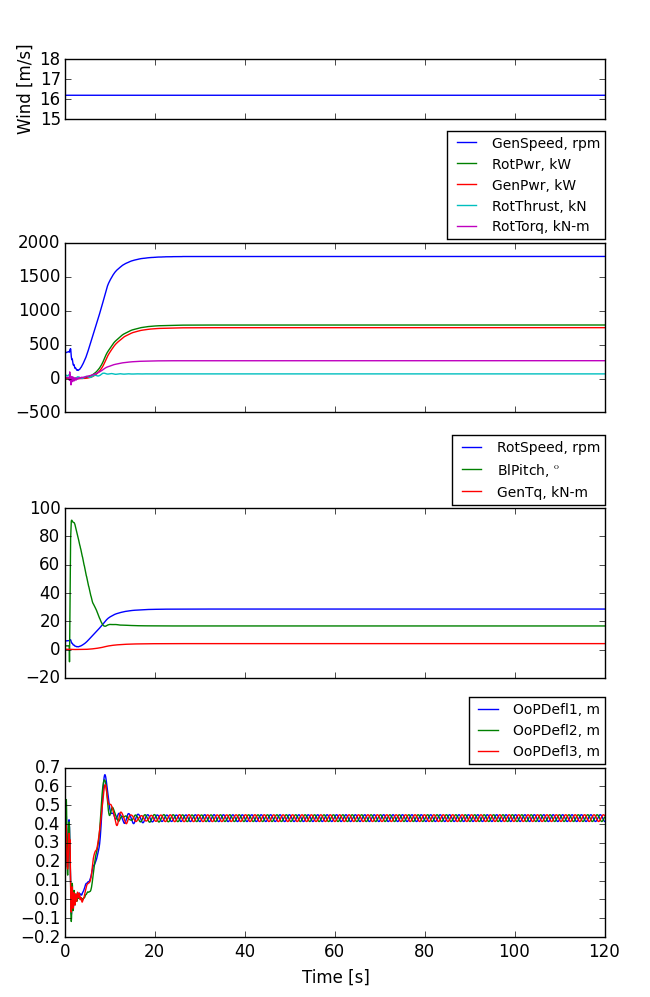 Wind [m/s]
18
17
16
15
GenSpeed, rpm
RotPwr, kW
GenPwr, kW
RotThrust, kN
RotTorq, kN-m
2000
1500
1000
500
0
−500
RotSpeed, rpm
BlPitch, °
GenTq, kN-m
100
80
60
40
20
0
−20
OoPDefl1, m
OoPDefl2, m
OoPDefl3, m
0.7
0.6
0.5
0.4
0.3
0.2
0.1
0.0
−0.1
−0.2
0 20 40 60 80 100 120
Time [s]